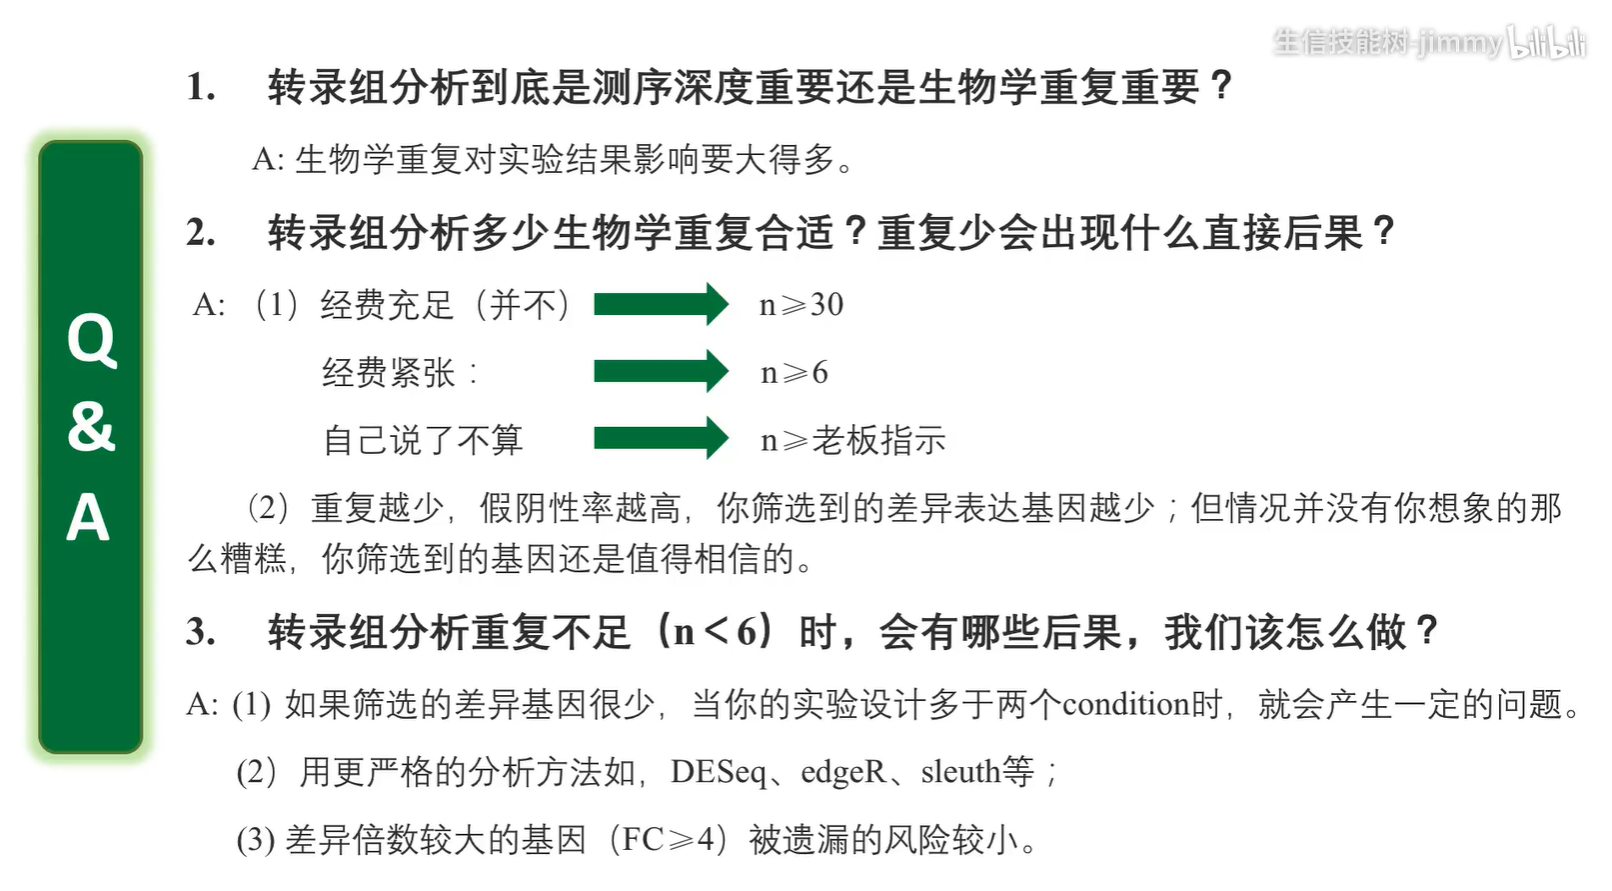 生信技能树-jimmy bilibili
1. 转录组分析到底是测序深度重要还是生物学重复重要？
A: 生物学重复对实验结果影响要大得多。
2. 转录组分析多少生物学重复合适？重复少会出现什么直接后果？
A: （1）经费充足（并不） n≥30
经费紧张： n≥6
自己说了不算 n≥老板指示
（2）重复越少，假阴性率越高，你筛选到的差异表达基因越少；但情况并没有你想象的那
么糟糕，你筛选到的基因还是值得相信的。
3. 转录组分析重复不足（n＜6）时，会有哪些后果，我们该怎么做？
A: (1) 如果筛选的差异基因很少，当你的实验设计多于两个condition时，就会产生一定的问题。
(2）用更严格的分析方法如，DESeq、edgeR、sleuth等；
(3) 差异倍数较大的基因（FC≥4）被遗漏的风险较小。
Q
&
A